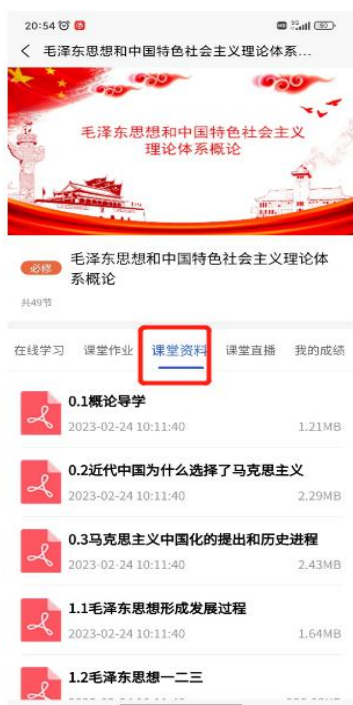 20:54
50
毛泽东思想和中国特色社会主义理论体系...
毛泽东思想和中国特色社会主义
理论体系概论
必修
毛泽东思想和中国特色社会主义理论体
系概论
共49节
在线学习 课堂作业 课堂资料 课堂直播 我的成绩
0.1概论导学
2023-02-24 10:11:40 1.21MB
0.2近代中国为什么选择了马克思主义
2023-02-24 10:11:40 2.29MB
0.3马克思主义中国化的提出和历史进程
2023-02-24 10:11:40 2.43MB
1.1毛泽东思想形成发展过程
2023-02-24 10:11:40 1.64MB
1.2毛泽东思想一二三